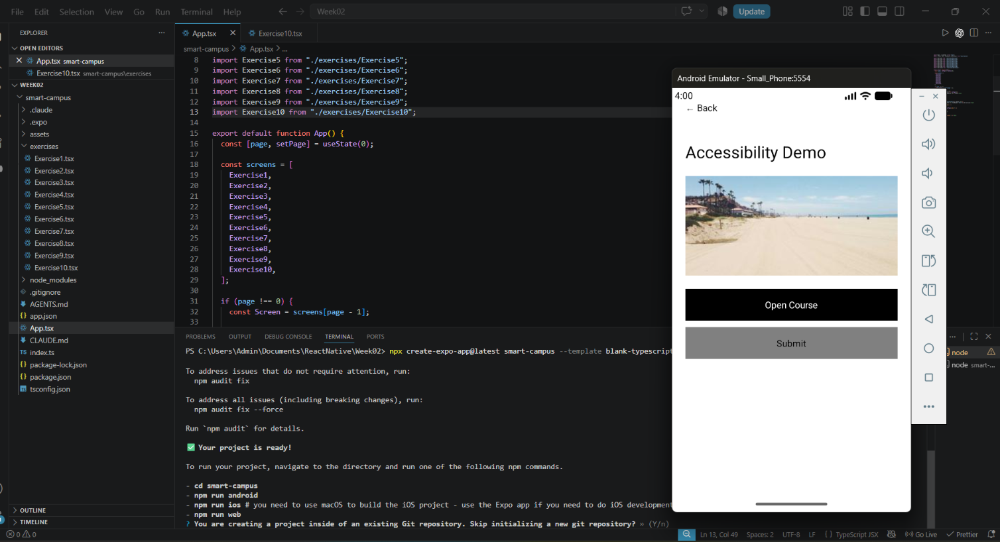 File Edit Selection View Go Run Terminal Help
Week02
Update
EXPLORER
OPEN EDITORS
App.tsx smart-campus
Exercise10.tsx smart-campus\exercises
WEEK02
smart-campus
.claude
.expo
assets
exercises
Exercise1.tsx
Exercise2.tsx
Exercise3.tsx
Exercise4.tsx
Exercise5.tsx
Exercise6.tsx
Exercise7.tsx
Exercise8.tsx
Exercise9.tsx
Exercise10.tsx
node_modules
.gitignore
AGENTS.md
app.json
App.tsx
CLAUDE.md
TS index.ts
package-lock.json
package.json
tsconfig.json
OUTLINE
TIMELINE
App.tsx
Exercise10.tsx
smart-campus > App.tsx > ...
8 import Exercise5 from "./exercises/Exercise5";
9 import Exercise6 from "./exercises/Exercise6";
10 import Exercise7 from "./exercises/Exercise7";
11 import Exercise8 from "./exercises/Exercise8";
12 import Exercise9 from "./exercises/Exercise9";
13 import Exercise10 from "./exercises/Exercise10";
14
15 export default function App() {
16 const [page, setPage] = useState(0);
17
18 const screens = [
19 Exercise1,
20 Exercise2,
21 Exercise3,
22 Exercise4,
23 Exercise5,
24 Exercise6,
25 Exercise7,
26 Exercise8,
27 Exercise9,
28 Exercise10,
29 ];
30
31 if (page !== 0) {
32 const Screen = screens[page - 1];
33
PROBLEMS OUTPUT DEBUG CONSOLE TERMINAL PORTS
PS C:\Users\Admin\Documents\ReactNative\Week02> npx create-expo-app@latest smart-campus --template blank-typescript
To address issues that do not require attention, run:
npm audit fix
To address all issues (including breaking changes), run:
npm audit fix --force
Run `npm audit` for details.
✅ Your project is ready!
To run your project, navigate to the directory and run one of the following npm commands.
- cd smart-campus
- npm run android
- npm run ios # you need to use macOS to build the iOS project - use the Expo app if you need to do iOS development
- npm run web
? You are creating a project inside of an existing Git repository. Skip initializing a new git repository? » (Y/n)
node
node smart-...
Android Emulator - Small_Phone:5554
4:00
← Back
Accessibility Demo
Open Course
Submit
0 0
Ln 13, Col 49 Spaces: 2 UTF-8 LF {} TypeScript JSX Go Live Prettier